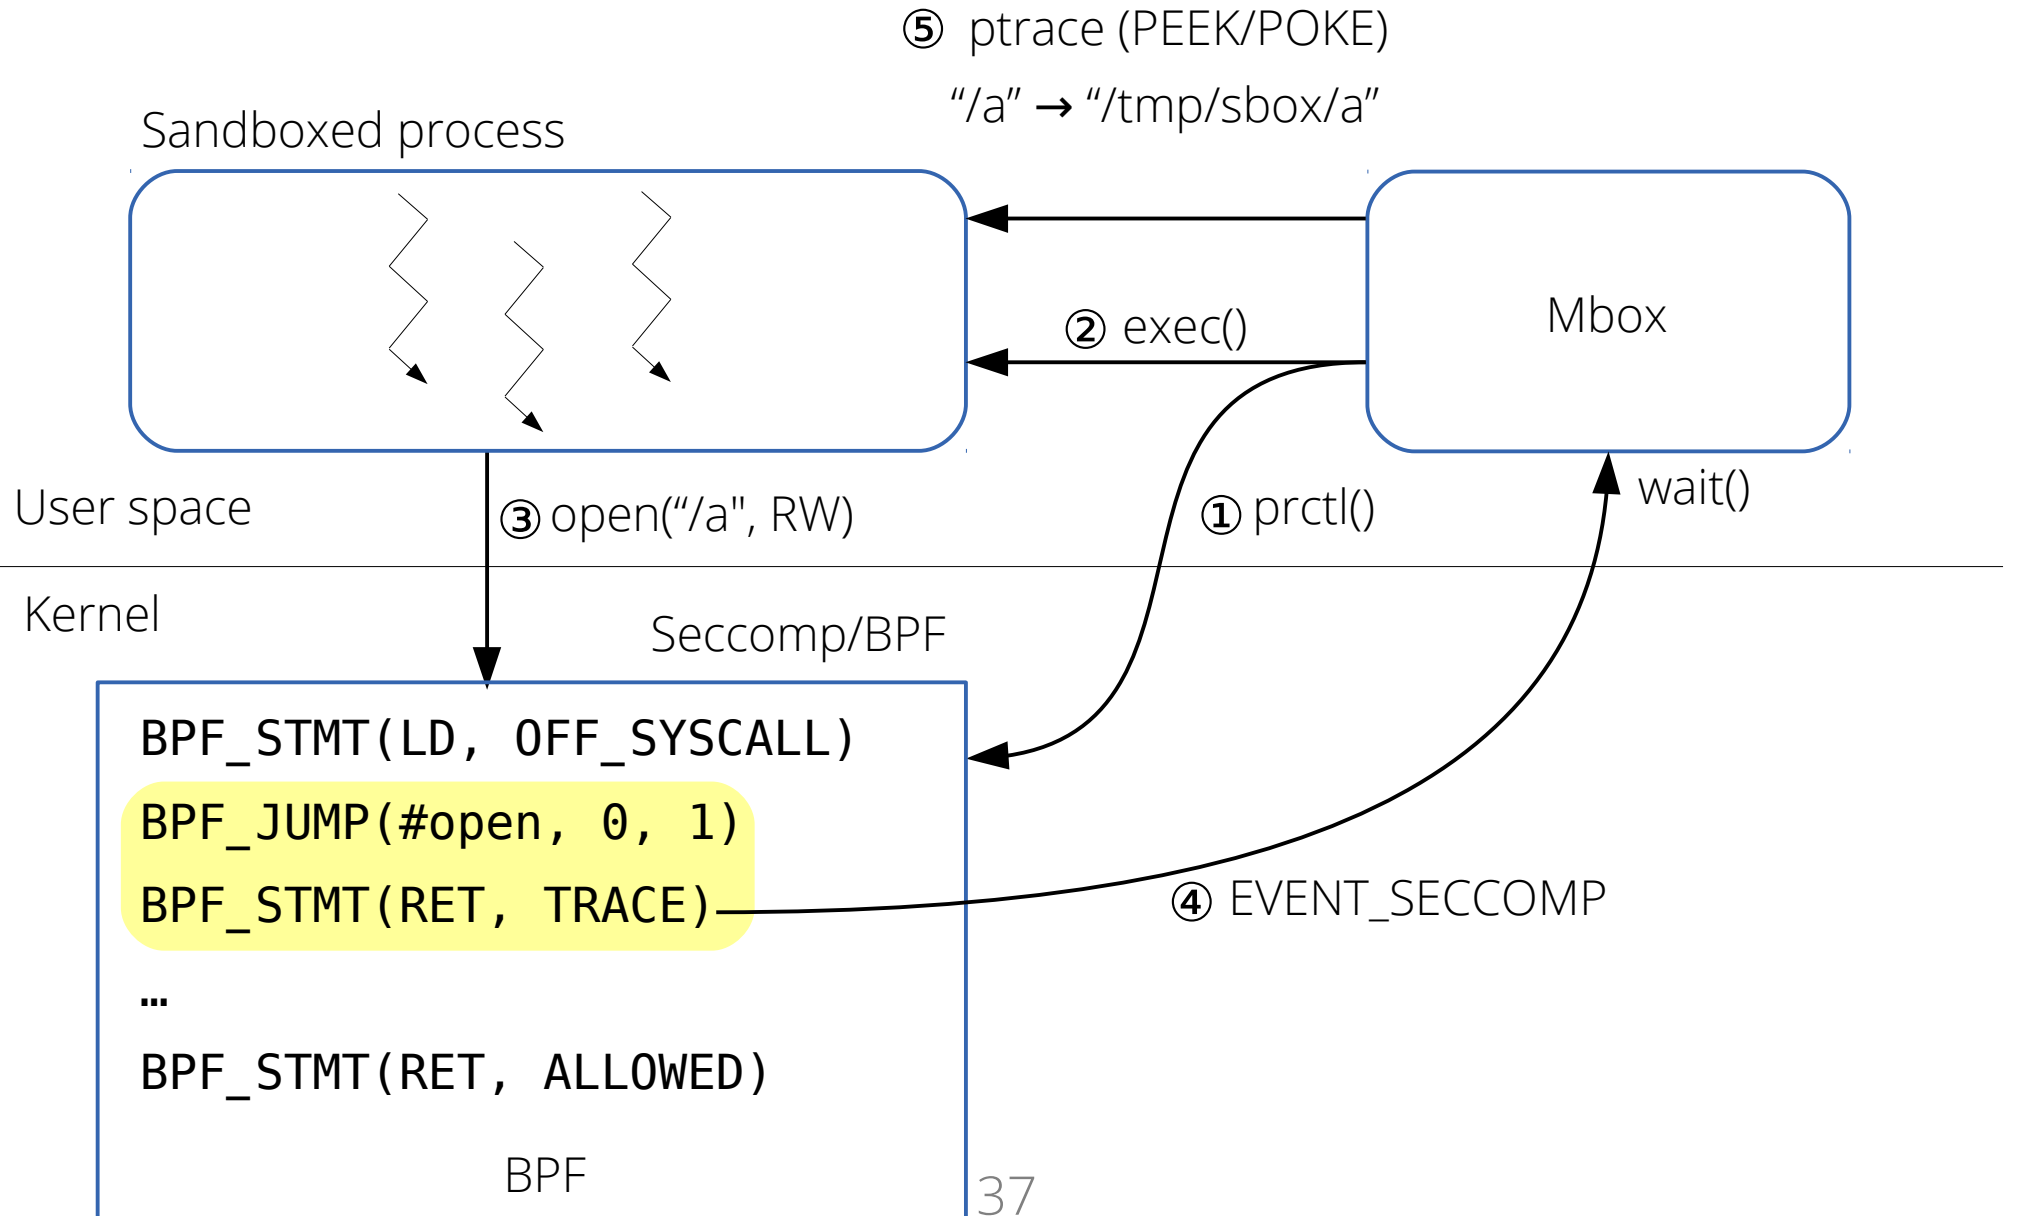 ⑤ ptrace (PEEK/POKE)
“/a” → “/tmp/sbox/a”
Sandboxed process
② exec()
Mbox
User space
③ open(“/a", RW)
① prctl()
wait()
Kernel
Seccomp/BPF
BPF_STMT(LD, OFF_SYSCALL)
BPF_JUMP(#open, 0, 1)
BPF_STMT(RET, TRACE)
④ EVENT_SECCOMP
…
BPF_STMT(RET, ALLOWED)
BPF
37